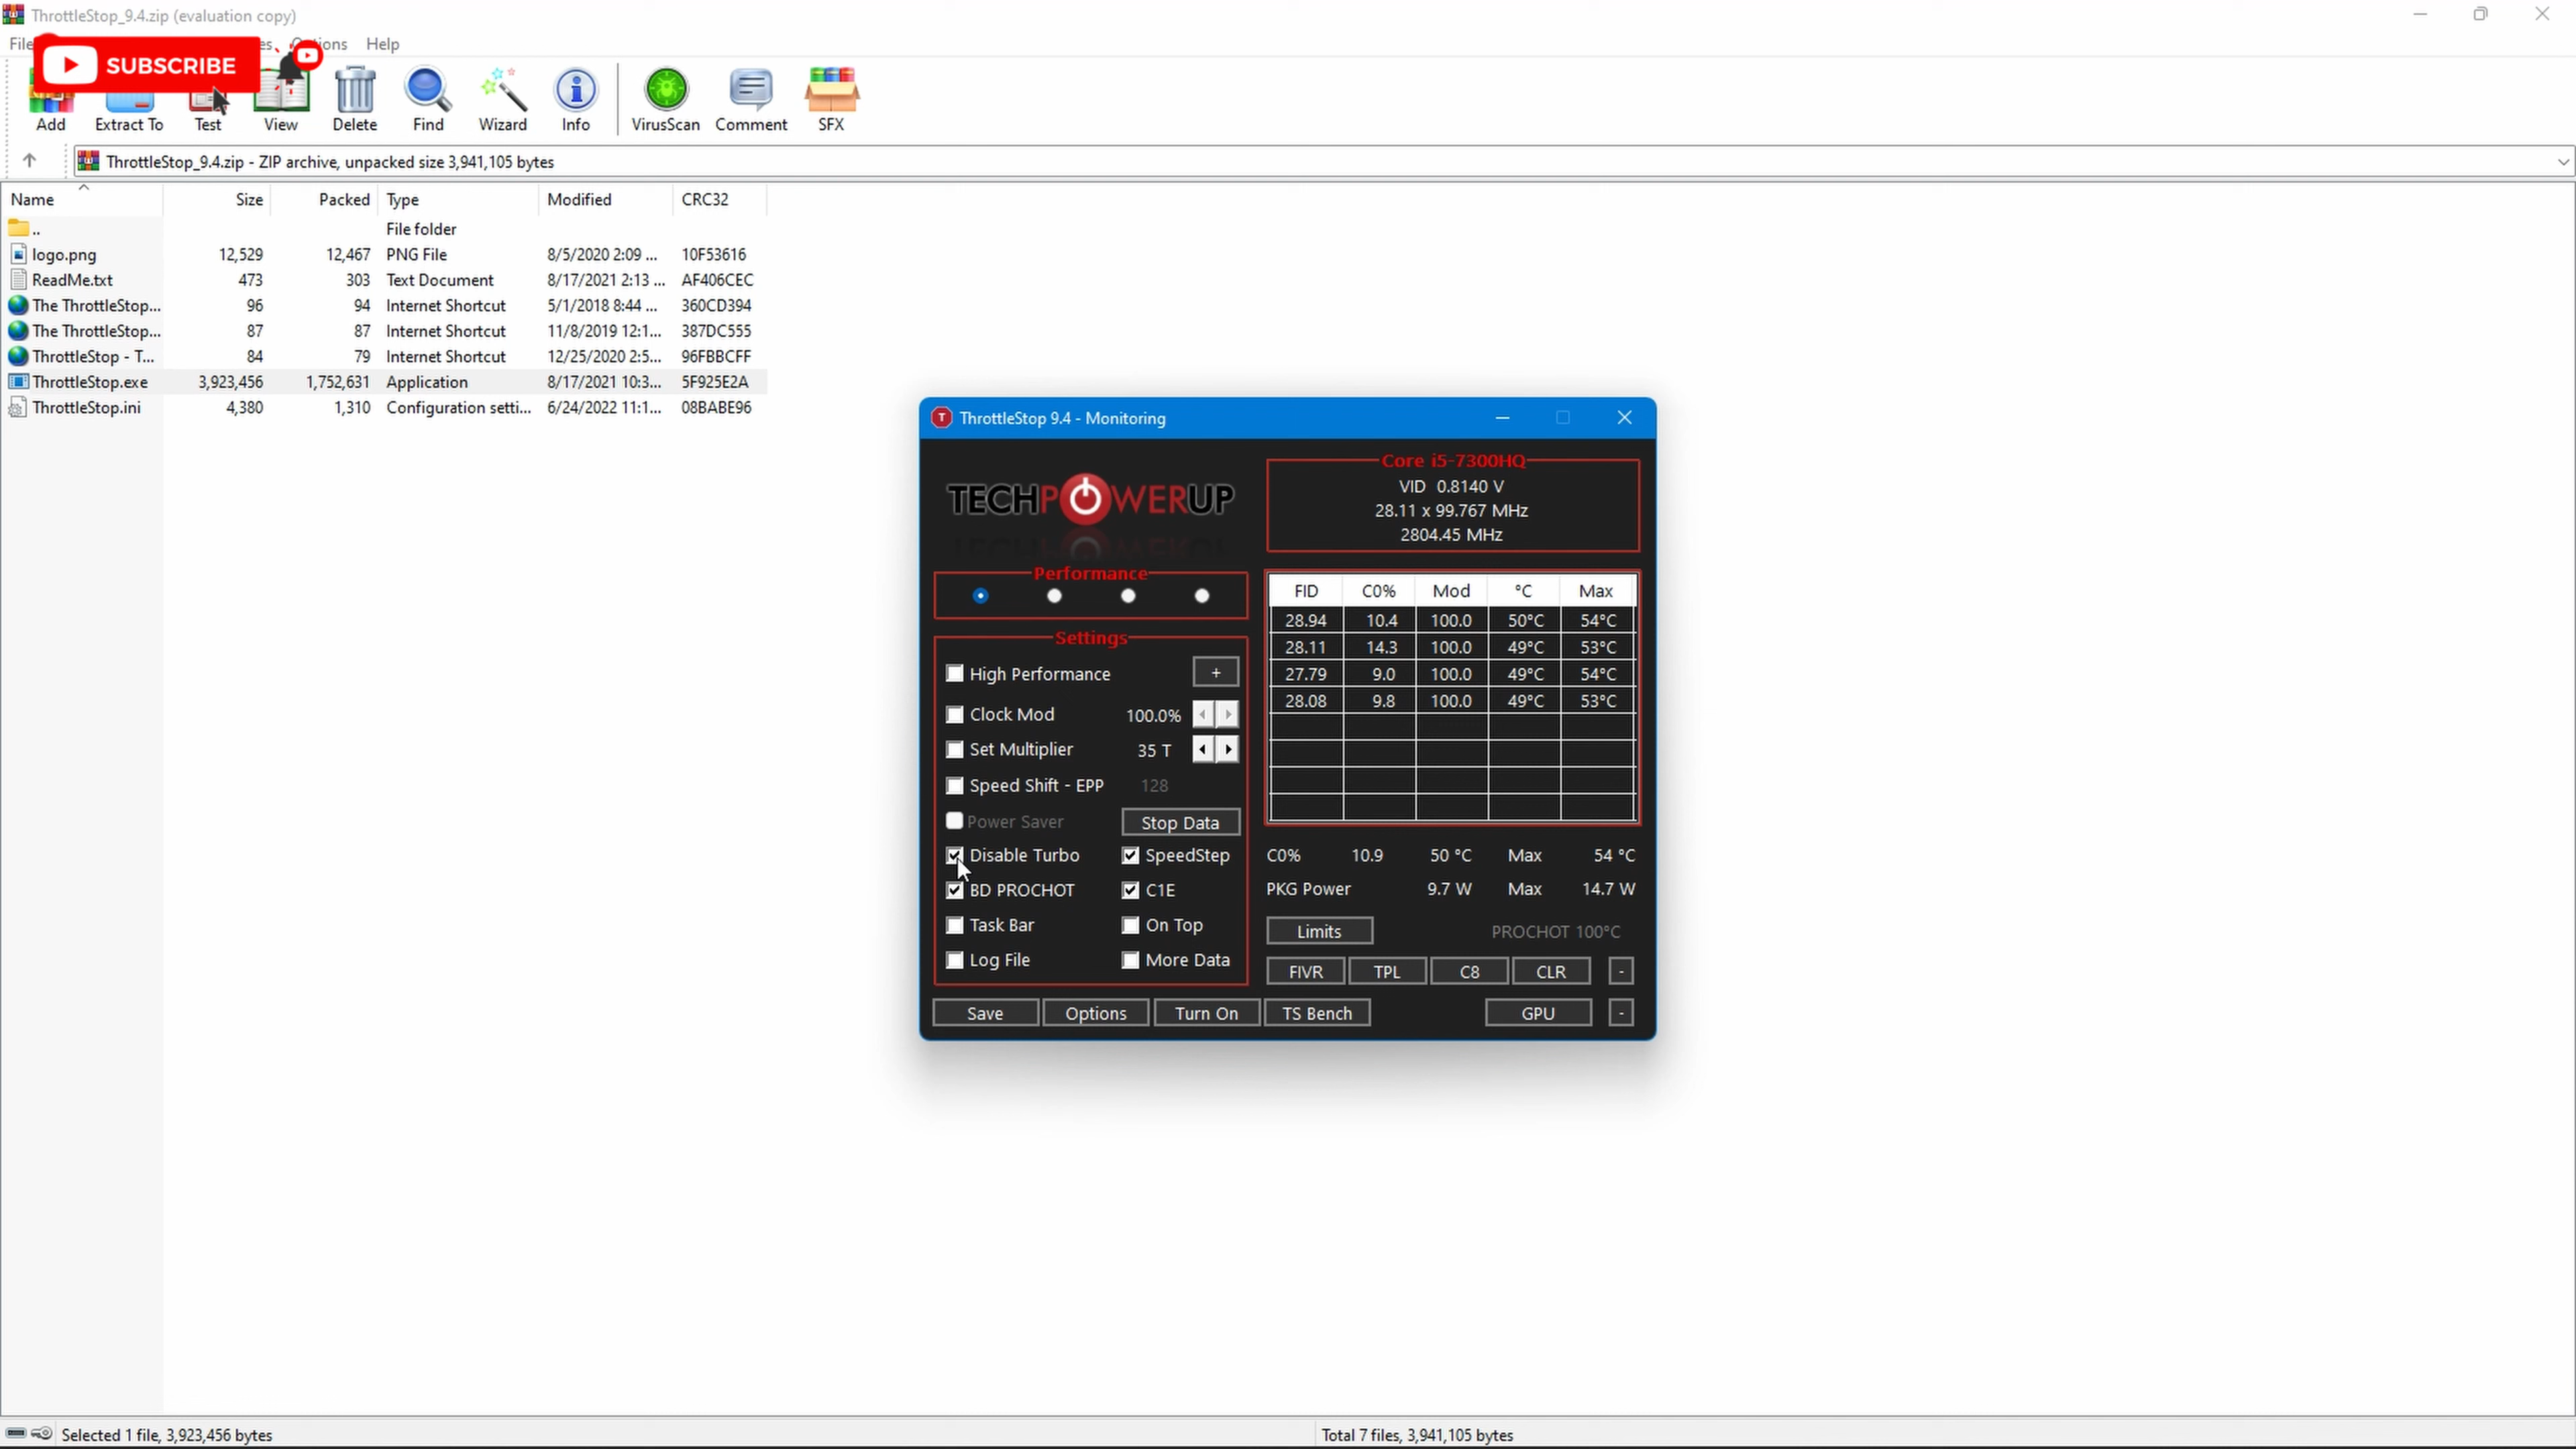 ThrottleStop_9.4.zip (evaluation copy)
Help
SUBSCRIBE
Add Extract To Test View Delete Find Wizard Info VirusScan Comment SFX
ThrottleStop_9.4.zip - ZIP archive, unpacked size 3,941,105 bytes
Name Size Packed Type Modified CRC32
.. File folder
logo.png 12,529 12,467 PNG File 8/5/2020 2:09 ... 10F53616
ReadMe.txt 473 303 Text Document 8/17/2021 2:13 ... AF406CEC
The ThrottleStop... 96 94 Internet Shortcut 5/1/2018 8:44 ... 360CD394
The ThrottleStop... 87 87 Internet Shortcut 11/8/2019 12:1... 387DC555
ThrottleStop - T... 84 79 Internet Shortcut 12/25/2020 2:5... 96FBBCFF
ThrottleStop.exe 3,923,456 1,752,631 Application 8/17/2021 10:3... 5F925E2A
ThrottleStop.ini 4,380 1,310 Configuration setti... 6/24/2022 11:1... 08BABE96
ThrottleStop 9.4 - Monitoring
TECHPOWERUP
Core i5-7300HQ
VID 0.8140 V
28.11 x 99.767 MHz
2804.45 MHz
Performance
Settings
High Performance +
Clock Mod 100.0%
Set Multiplier 35 T
Speed Shift - EPP 128
Power Saver Stop Data
Disable Turbo SpeedStep
BD PROCHOT C1E
Task Bar On Top
Log File More Data
FID C0% Mod °C Max
28.94 10.4 100.0 50°C 54°C
28.11 14.3 100.0 49°C 53°C
27.79 9.0 100.0 49°C 54°C
28.08 9.8 100.0 49°C 53°C
C0% 10.9 50 °C Max 54 °C
PKG Power 9.7 W Max 14.7 W
Limits PROCHOT 100°C
FIVR TPL C8 CLR -
Save Options Turn On TS Bench GPU -
Selected 1 file, 3,923,456 bytes Total 7 files, 3,941,105 bytes